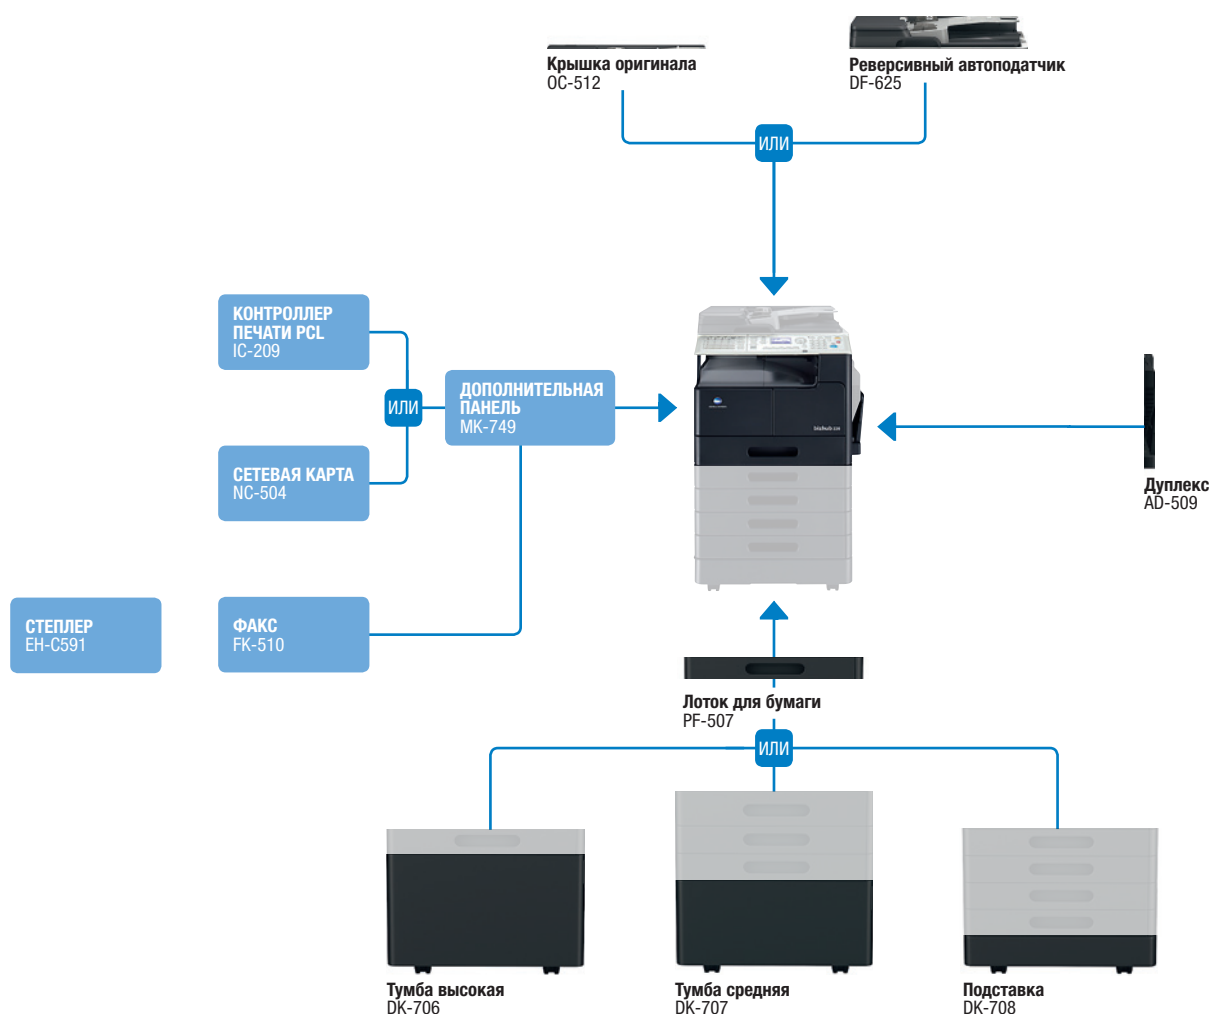 Крышка оригинала
OC-512
Реверсивный автоподатчик
DF-625
ИЛИ
КОНТРОЛЛЕР
ПЕЧАТИ PCL
IC-209
ИЛИ
ДОПОЛНИТЕЛЬНАЯ
ПАНЕЛЬ
MK-749
СЕТЕВАЯ КАРТА
NC-504
Дуплекс
AD-509
СТЕПЛЕР
EH-C591
ФАКС
FK-510
Лоток для бумаги
PF-507
ИЛИ
Тумба высокая
DK-706
Тумба средняя
DK-707
Подставка
DK-708